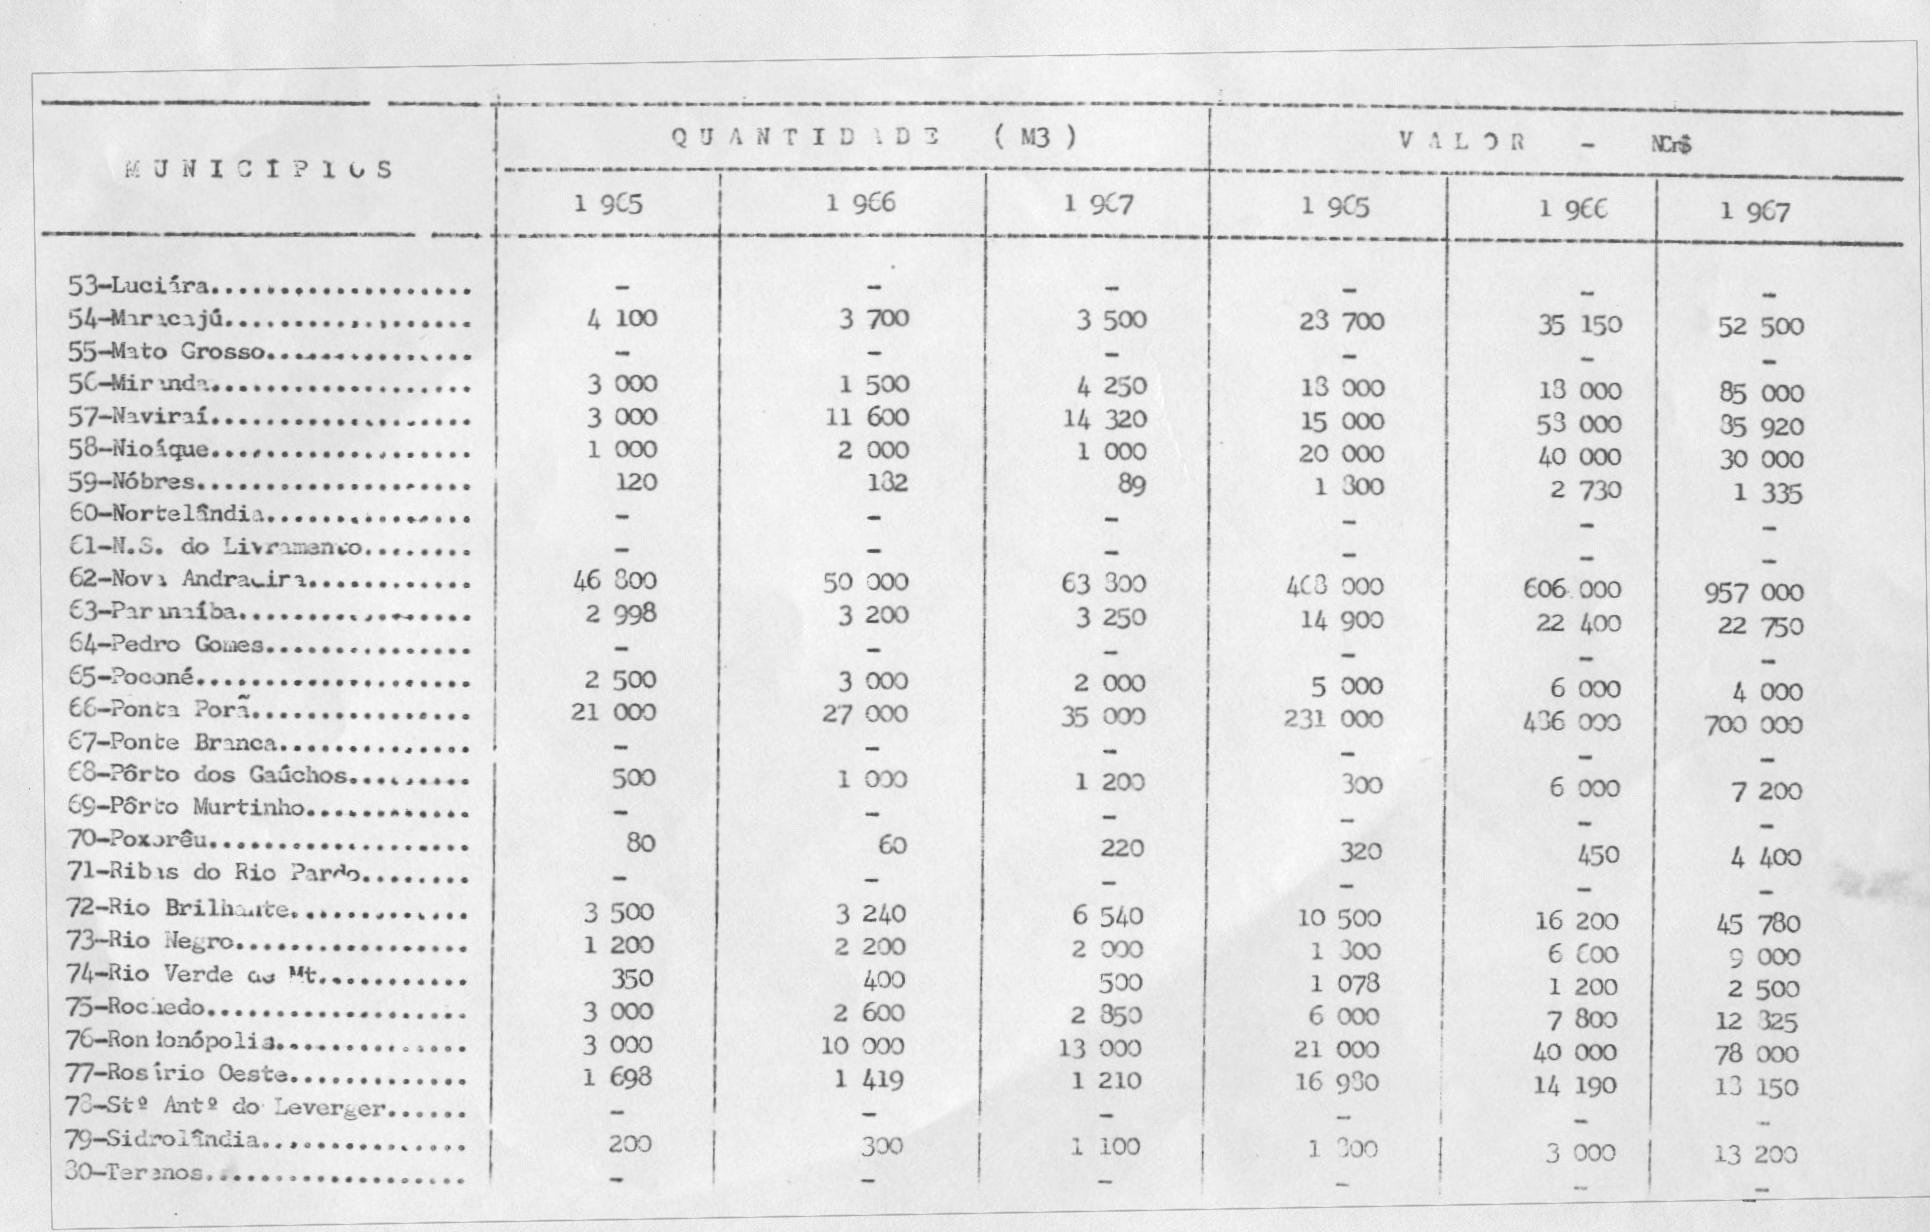 QUANTIDADE (M3) VALOR - NCr$
MUNICÍPIOS
1 965 1 966 1 967 1 965 1 966 1 967
53-Luciára.................... - - - - - -
54-Maracajú................... 4 100 3 700 3 500 28 700 35 150 52 500
55-Mato Grosso............... - - - - - -
56-Miranda................... 3 000 1 500 4 250 18 000 18 000 85 000
57-Naviraí................... 3 000 11 600 14 320 15 000 58 000 85 920
58-Nioáque................... 1 000 2 000 1 000 20 000 40 000 30 000
59-Nóbres.................... 120 182 89 1 800 2 730 1 335
60-Nortelândia............... - - - - - -
61-N.S. do Livramento........ - - - - - -
62-Nova Andradina............ 46 800 50 000 63 800 468 000 606 000 957 000
63-Paranaíba................. 2 998 3 200 3 250 14 900 22 400 22 750
64-Pedro Gomes............... - - - - - -
65-Poconé.................... 2 500 3 000 2 000 5 000 6 000 4 000
66-Ponta Porã................ 21 000 27 000 35 000 231 000 486 000 700 000
67-Ponte Branca.............. - - - - - -
68-Pôrto dos Gaúchos......... 500 1 000 1 200 300 6 000 7 200
69-Pôrto Murtinho............ - - - - - -
70-Poxorêu................... 80 60 220 320 450 4 400
71-Ribas do Rio Pardo........ - - - - - -
72-Rio Brilhante............. 3 500 3 240 6 540 10 500 16 200 45 780
73-Rio Negro................. 1 200 2 200 2 000 1 800 6 600 9 000
74-Rio Verde de Mt........... 350 400 500 1 078 1 200 2 500
75-Rochedo................... 3 000 2 600 2 850 6 000 7 800 12 825
76-Rondonópolis.............. 3 000 10 000 13 000 21 000 40 000 78 000
77-Rosário Oeste............. 1 698 1 419 1 210 16 980 14 190 18 150
78-Stº Antº do Leverger...... - - - - - -
79-Sidrolândia............... 200 300 1 100 1 800 3 000 13 200
80-Terenos................... - - - - - -